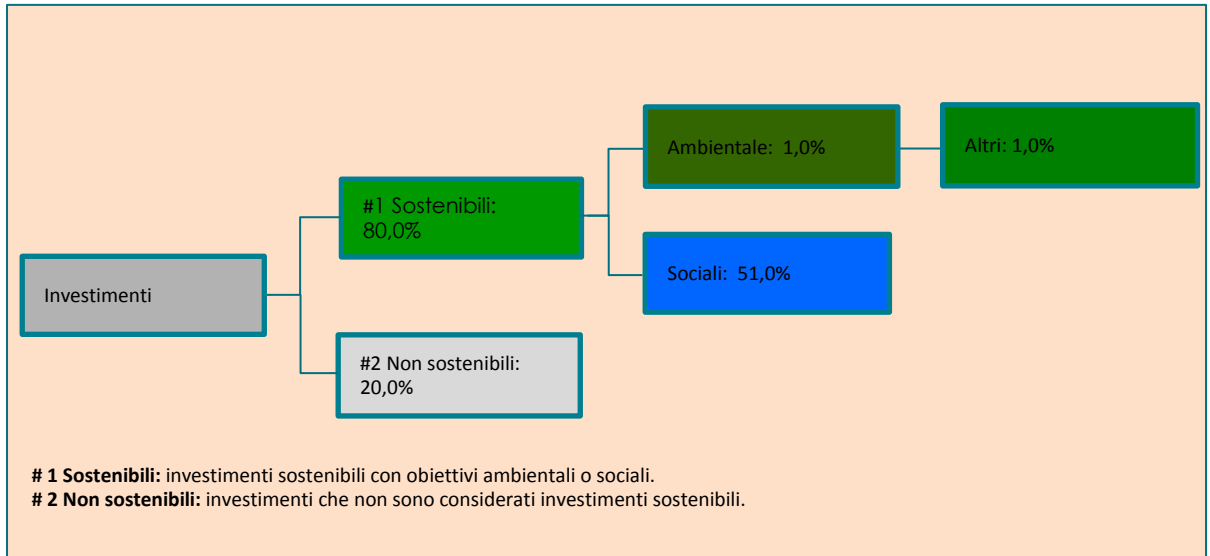 Ambientale: 1,0%
Altri: 1,0%
#1 Sostenibili:
80,0%
Sociali: 51,0%
Investimenti
#2 Non sostenibili:
20,0%
# 1 Sostenibili: investimenti sostenibili con obiettivi ambientali o sociali.
# 2 Non sostenibili: investimenti che non sono considerati investimenti sostenibili.